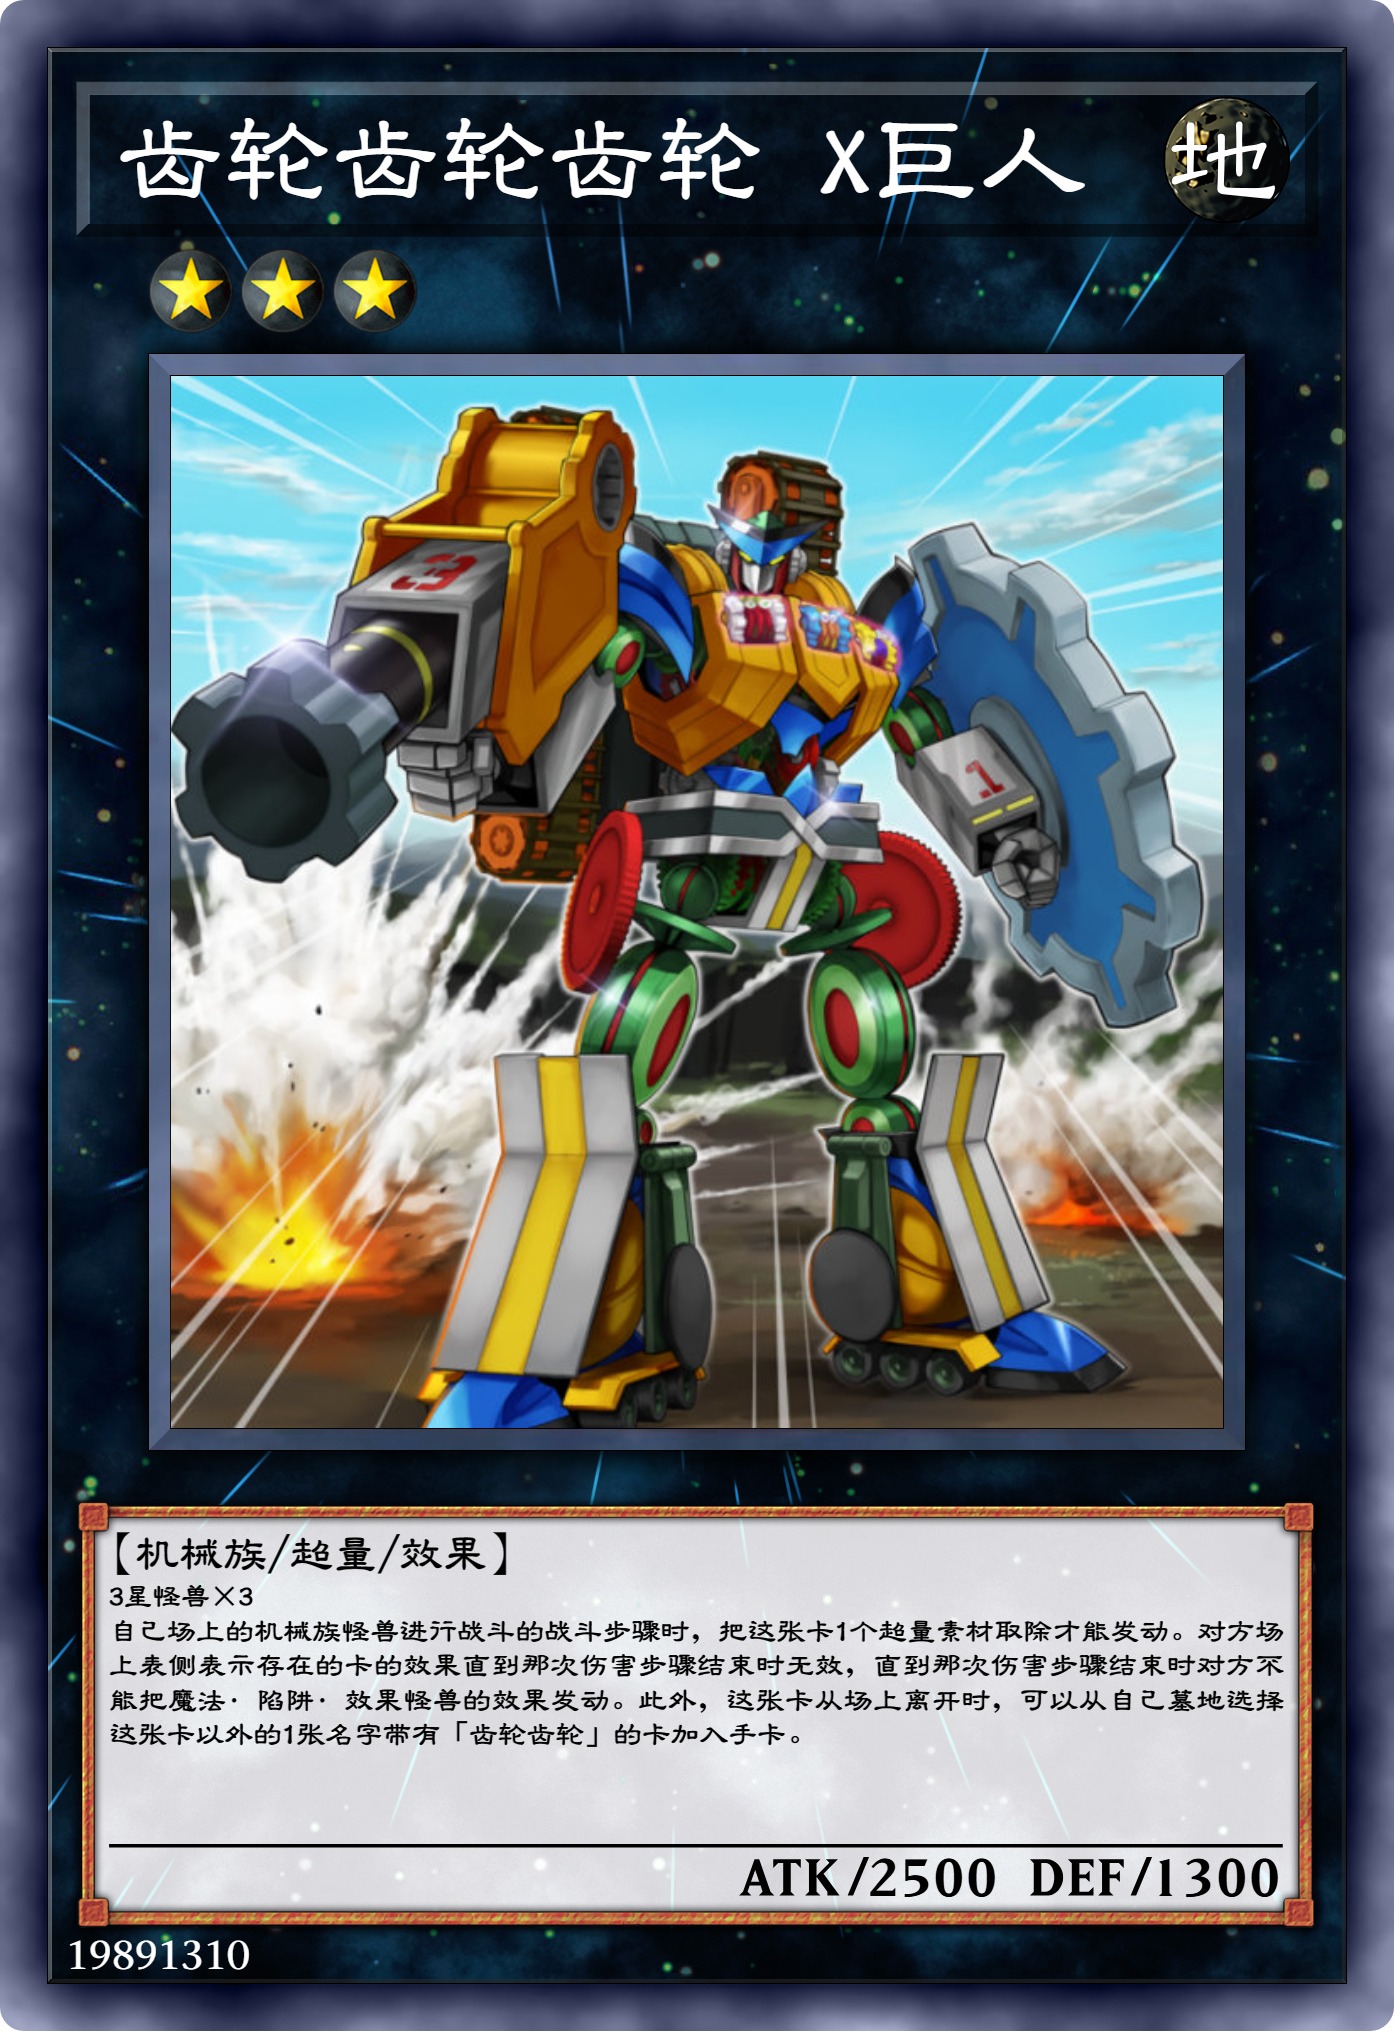 齿轮齿轮齿轮 X巨人 地
3
1
【机械族/超量/效果】
3星怪兽×3
自己场上的机械族怪兽进行战斗的战斗步骤时，把这张卡1个超量素材取除才能发动。对方场
上表侧表示存在的卡的效果直到那次伤害步骤结束时无效，直到那次伤害步骤结束时对方不
能把魔法·陷阱·效果怪兽的效果发动。此外，这张卡从场上离开时，可以从自己墓地选择
这张卡以外的1张名字带有「齿轮齿轮」的卡加入手卡。
ATK/2500 DEF/1300
19891310